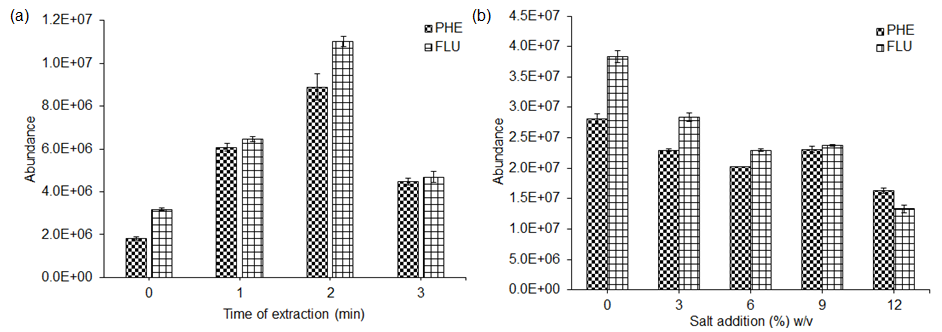 (a)
1.2E+07
1.0E+07
8.0E+06
6.0E+06
4.0E+06
2.0E+06
0.0E+00
Abundance
PHE
FLU
0 1 2 3
Time of extraction (min)
(b)
4.5E+07
4.0E+07
3.5E+07
3.0E+07
2.5E+07
2.0E+07
1.5E+07
1.0E+07
5.0E+06
0.0E+00
Abundance
PHE
FLU
0 3 6 9 12
Salt addition (%) w/v